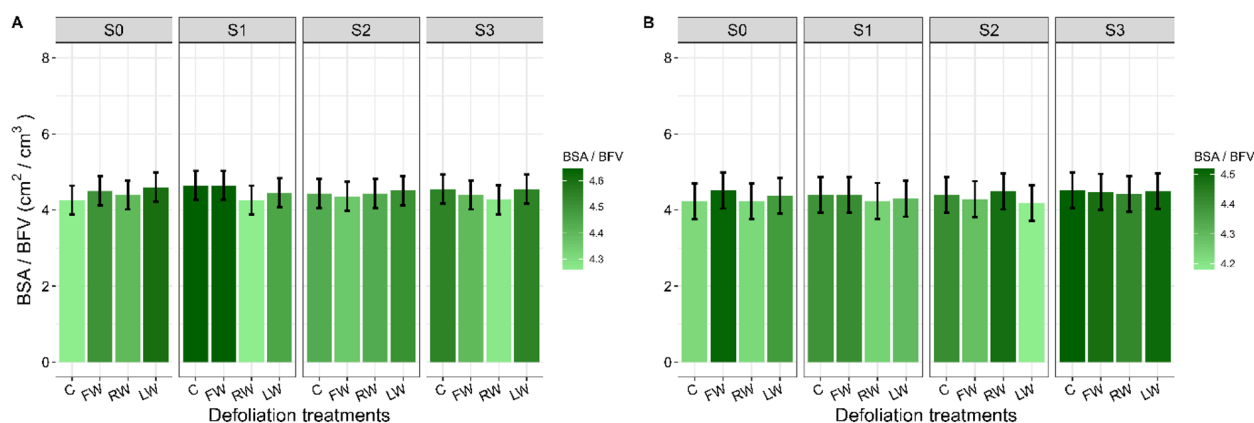 A
S0 S1 S2 S3
BSA / BFV (cm² / cm³)
8
6
4
2
0
C FW RW LW C FW RW LW C FW RW LW C FW RW LW
Defoliation treatments
BSA / BFV
4.6
4.5
4.4
4.3
B
S0 S1 S2 S3
8
6
4
2
0
C FW RW LW C FW RW LW C FW RW LW C FW RW LW
Defoliation treatments
BSA / BFV
4.5
4.4
4.3
4.2